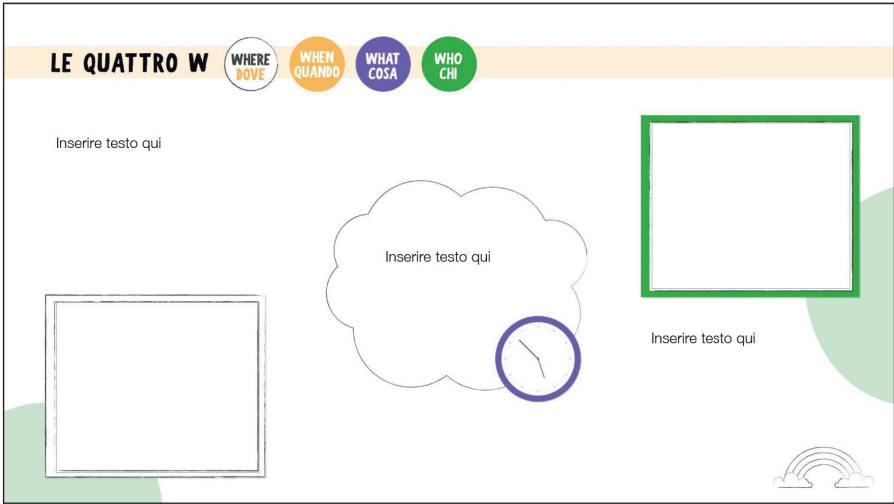 LE QUATTRO W
WHERE
DOVE
WHEN
QUANDO
WHAT
COSA
WHO
CHI
Inserire testo qui
Inserire testo qui
Inserire testo qui